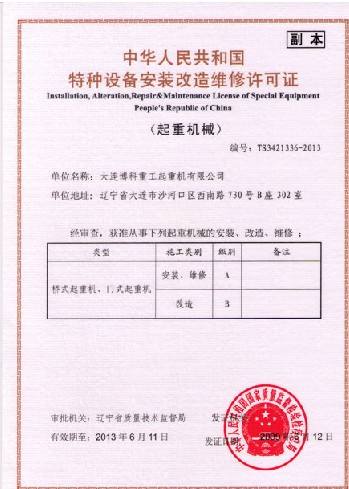 副本
中华人民共和国
特种设备安装改造维修许可证
Installation, Alteration,Repair&Maintenance License of Special Equipment
People's Republic of China
(起重机械)
编号: TS3421336-2013
单位名称: 大连博科重工起重机有限公司
单位地址: 辽宁省大连市沙河口区西南路730号B座302室
经审查, 获准从事下列起重机械的安装、改造、维修:
类型 施工类别 级别 备注
桥式起重机、门式起重机 安装、维修 A
改造 B
审批机关: 辽宁省质量技术监督局 发证
有效期至: 2013年6月11日 发证日期 2009 12日